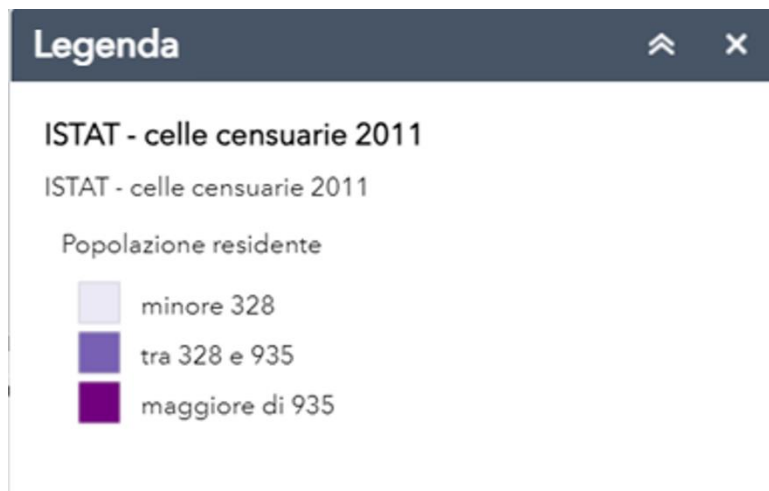 Legenda
ISTAT - celle censuarie 2011
ISTAT - celle censuarie 2011
Popolazione residente
minore 328
tra 328 e 935
maggiore di 935